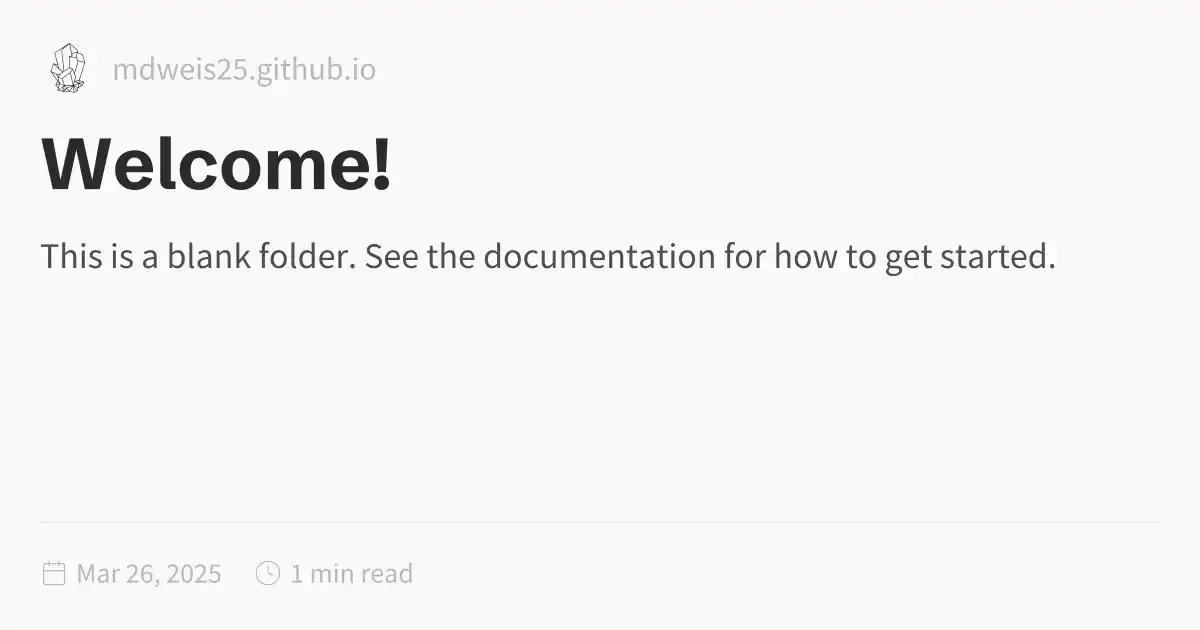 mdweis25.github.io
Welcome!
This is a blank folder. See the documentation for how to get started.
Mar 26, 2025 1 min read